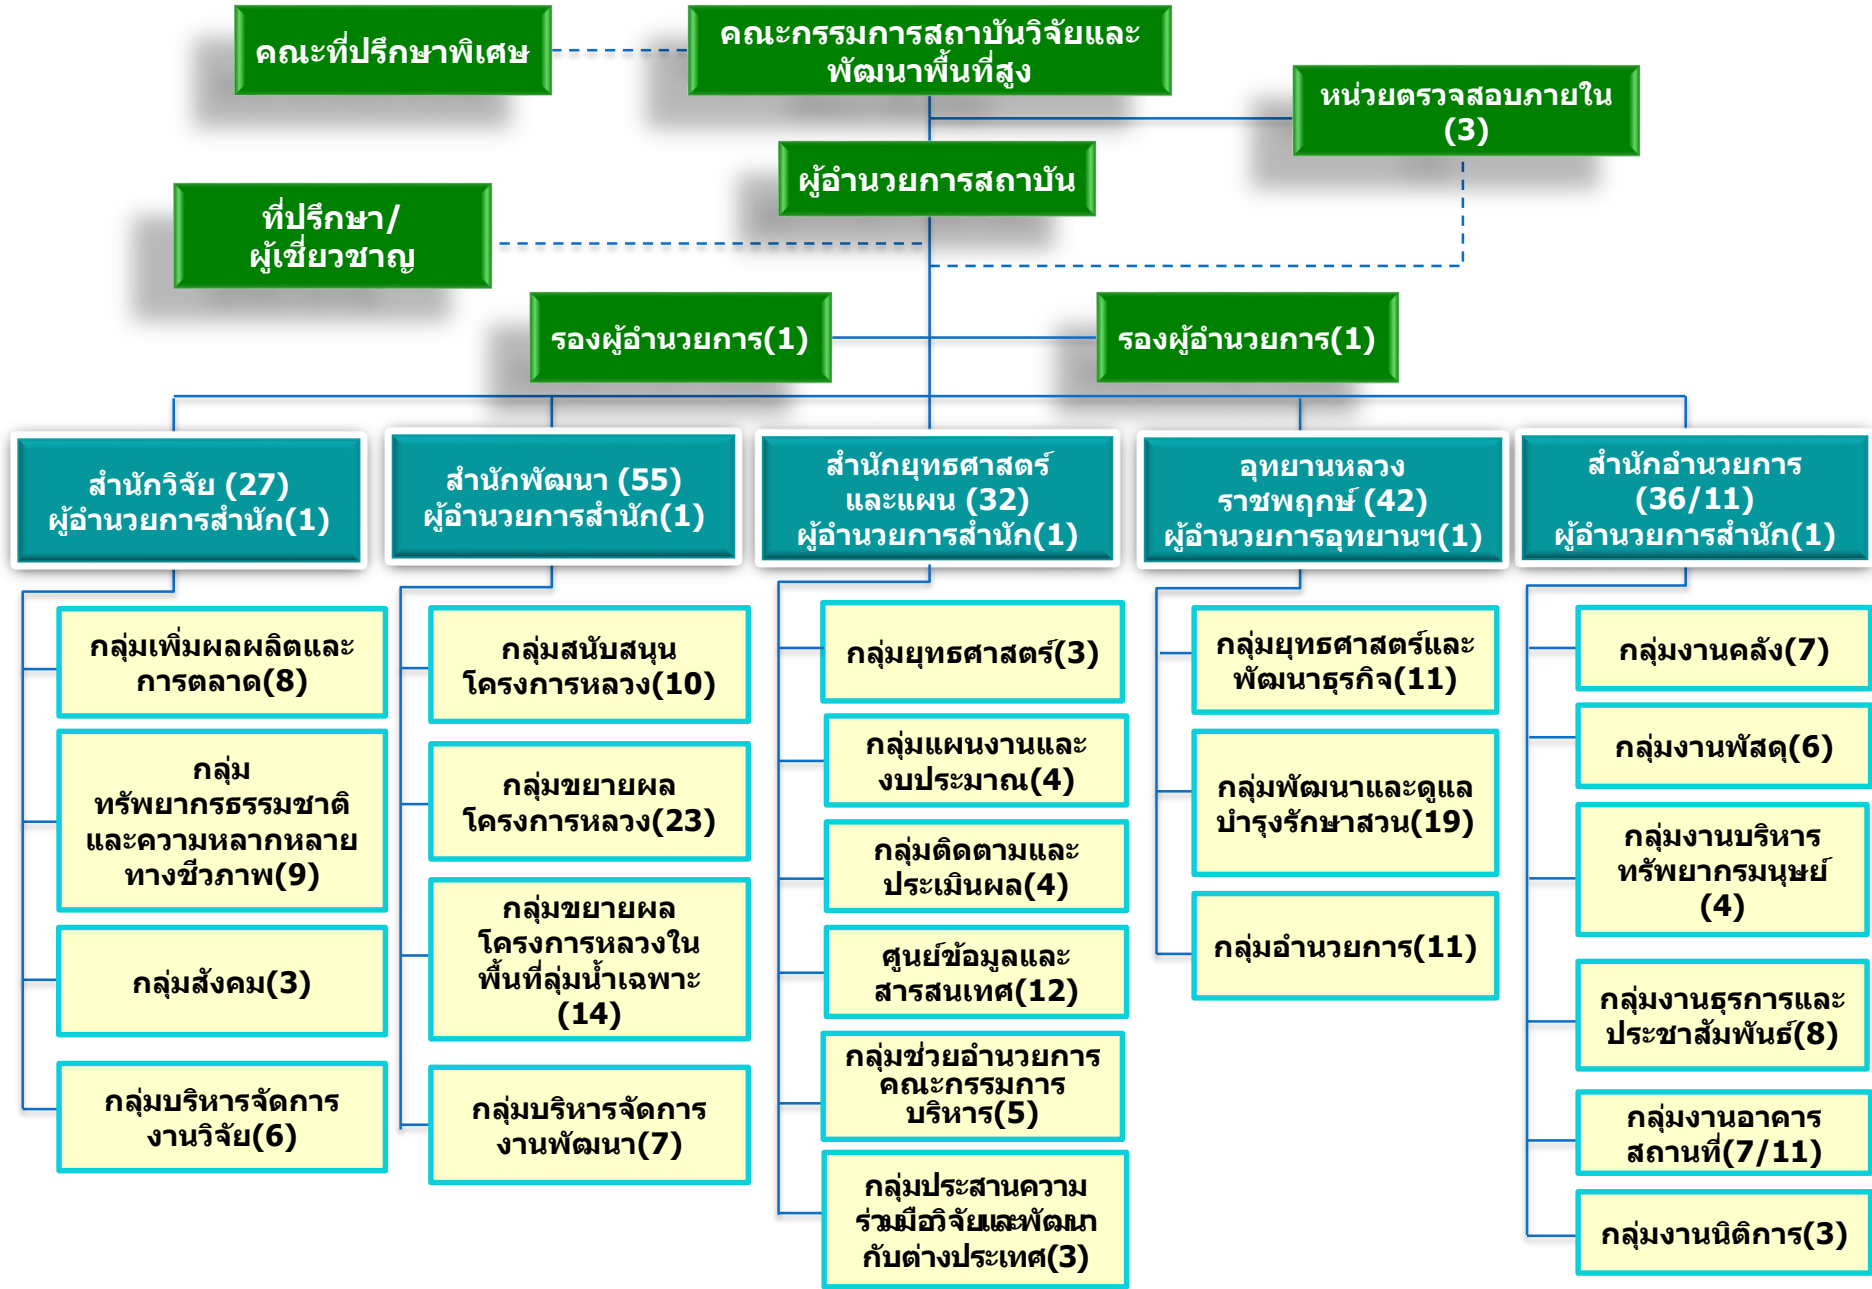 คณะที่ปรึกษาพิเศษ
คณะกรรมการสถาบันวิจัยและ
พัฒนาพื้นที่สูง
หน่วยตรวจสอบภายใน
(3)
ผู้อำนวยการสถาบัน
ที่ปรึกษา/
ผู้เชี่ยวชาญ
รองผู้อำนวยการ(1)
รองผู้อำนวยการ(1)
สำนักวิจัย (27)
ผู้อำนวยการสำนัก(1)
กลุ่มเพิ่มผลผลิตและ
การตลาด(8)
กลุ่ม
ทรัพยากรธรรมชาติ
และความหลากหลาย
ทางชีวภาพ(9)
กลุ่มสังคม(3)
กลุ่มบริหารจัดการ
งานวิจัย(6)
สำนักพัฒนา (55)
ผู้อำนวยการสำนัก(1)
กลุ่มสนับสนุน
โครงการหลวง(10)
กลุ่มขยายผล
โครงการหลวง(23)
กลุ่มขยายผล
โครงการหลวงใน
พื้นที่ลุ่มน้ำเฉพาะ
(14)
กลุ่มบริหารจัดการ
งานพัฒนา(7)
สำนักยุทธศาสตร์
และแผน (32)
ผู้อำนวยการสำนัก(1)
กลุ่มยุทธศาสตร์(3)
กลุ่มแผนงานและ
งบประมาณ(4)
กลุ่มติดตามและ
ประเมินผล(4)
ศูนย์ข้อมูลและ
สารสนเทศ(12)
กลุ่มช่วยอำนวยการ
คณะกรรมการ
บริหาร(5)
กลุ่มประสานความ
ร่วมมือวิจัยและพัฒนา
กับต่างประเทศ(3)
อุทยานหลวง
ราชพฤกษ์ (42)
ผู้อำนวยการอุทยานฯ(1)
กลุ่มยุทธศาสตร์และ
พัฒนาธุรกิจ(11)
กลุ่มพัฒนาและดูแล
บำรุงรักษาสวน(19)
กลุ่มอำนวยการ(11)
สำนักอำนวยการ
(36/11)
ผู้อำนวยการสำนัก(1)
กลุ่มงานคลัง(7)
กลุ่มงานพัสดุ(6)
กลุ่มงานบริหาร
ทรัพยากรมนุษย์
(4)
กลุ่มงานธุรการและ
ประชาสัมพันธ์(8)
กลุ่มงานอาคาร
สถานที่(7/11)
กลุ่มงานนิติการ(3)